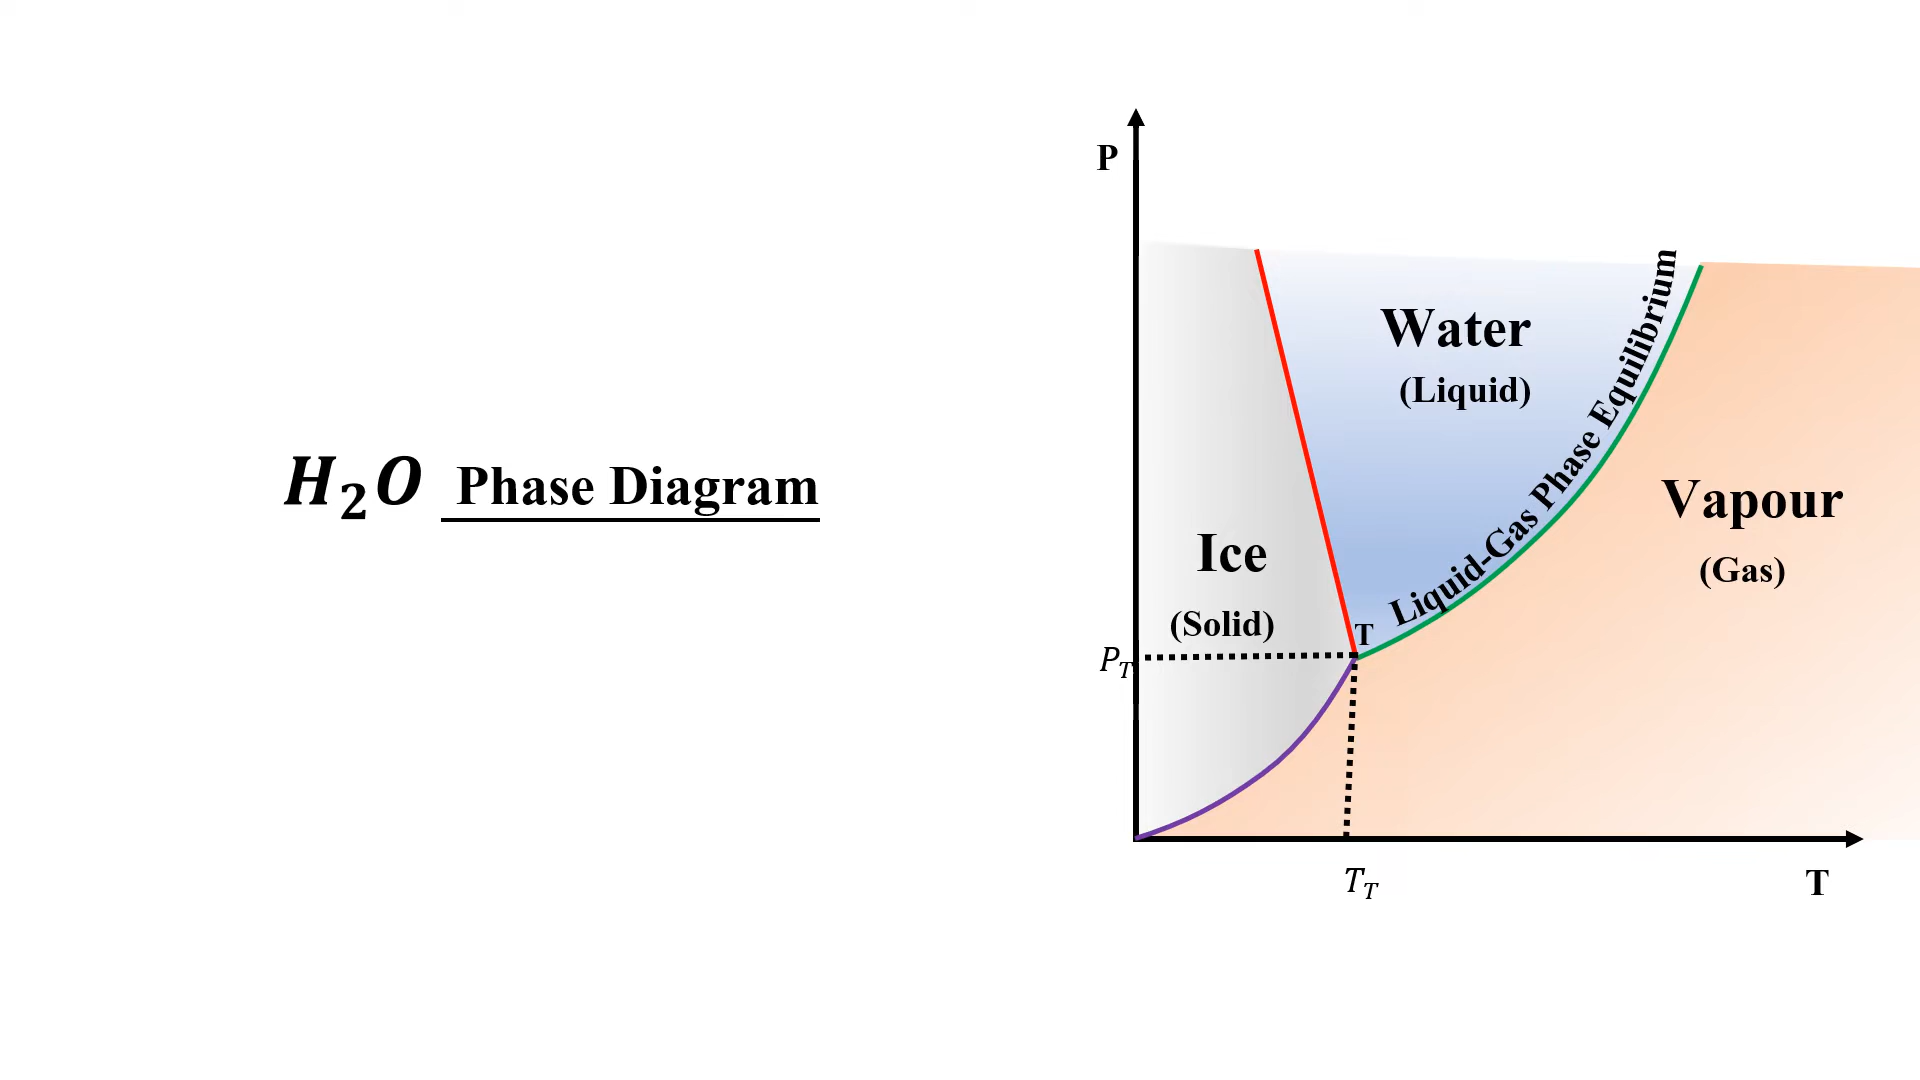 H₂O Phase Diagram
P
Water
(Liquid)
Liquid-Gas Phase Equilibrium
Vapour
(Gas)
Ice
(Solid)
T
P_T
T_T
T